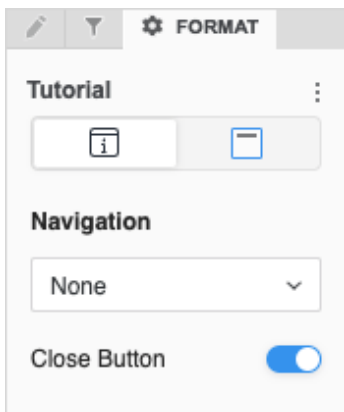 FORMAT
Tutorial
i
Navigation
None
Close Button